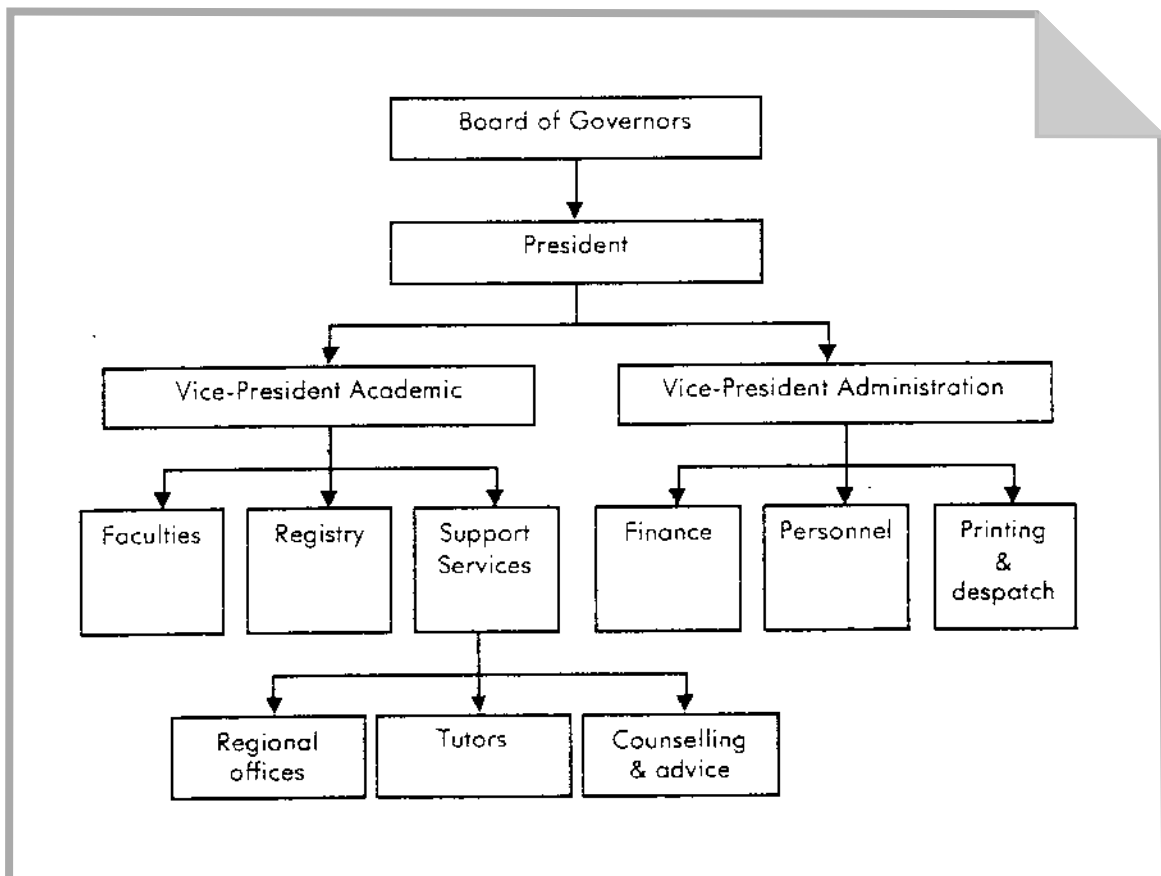 Board of Governors
President
Vice-President Academic
Vice-President Administration
Faculties
Registry
Support
Services
Finance
Personnel
Printing
&
despatch
Regional
offices
Tutors
Counselling
& advice